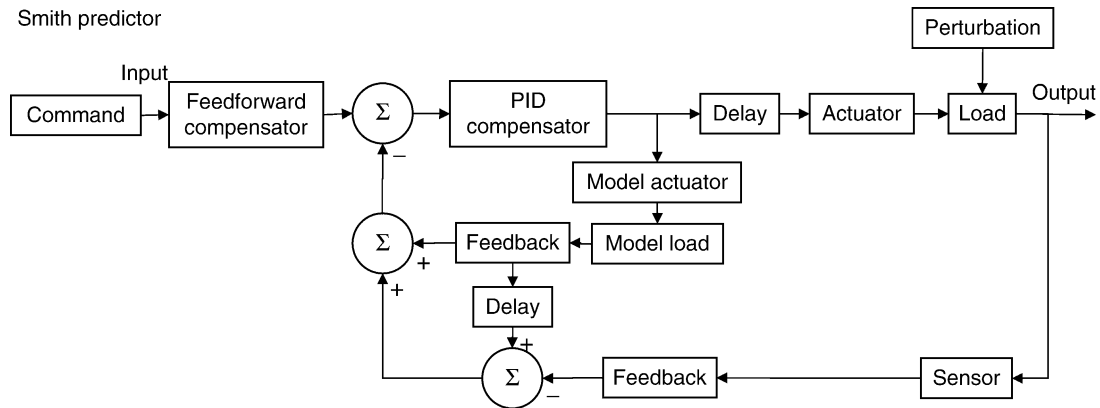 Smith predictor
Perturbation
Input
Output
Command
Feedforward
compensator
Σ
PID
compensator
Delay
Actuator
Load
−
Model actuator
Σ
+
Feedback
Model load
+
Delay
+
Σ
−
Feedback
Sensor